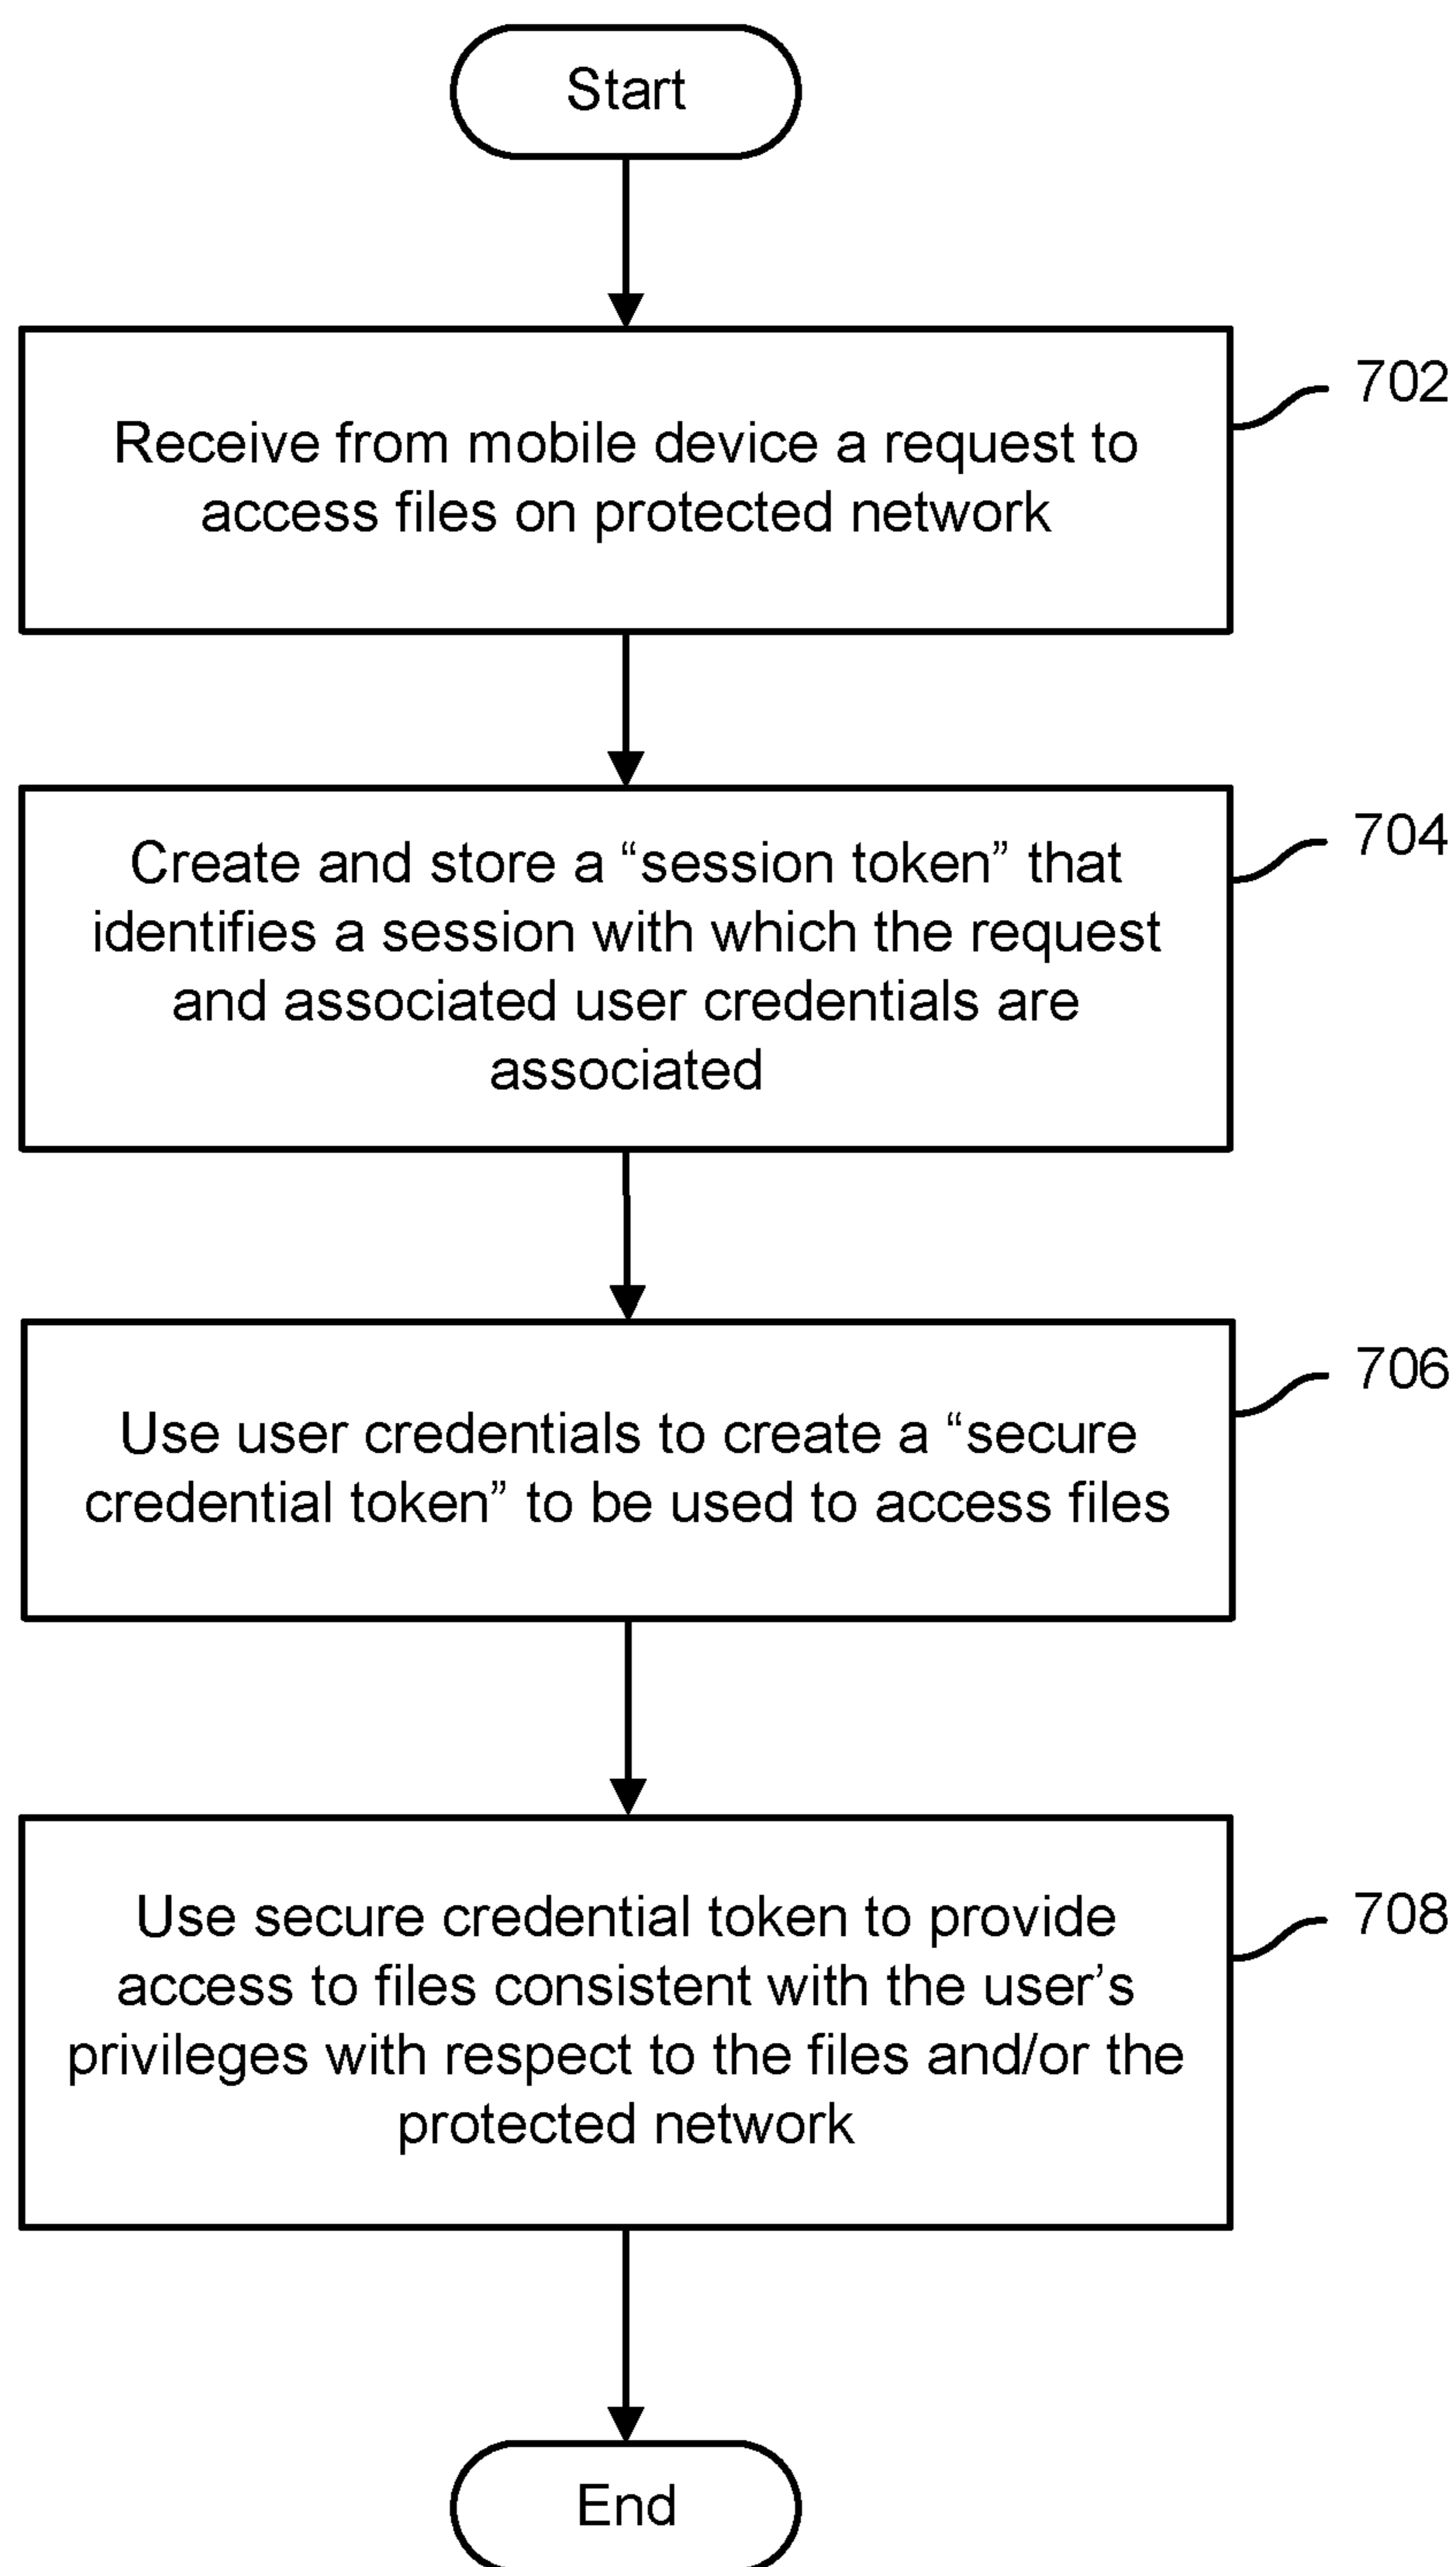 Start
Receive from mobile device a request to
access files on protected network
702
Create and store a “session token” that
identifies a session with which the request
and associated user credentials are
associated
704
Use user credentials to create a “secure
credential token” to be used to access files
706
Use secure credential token to provide
access to files consistent with the user’s
privileges with respect to the files and/or the
protected network
708
End